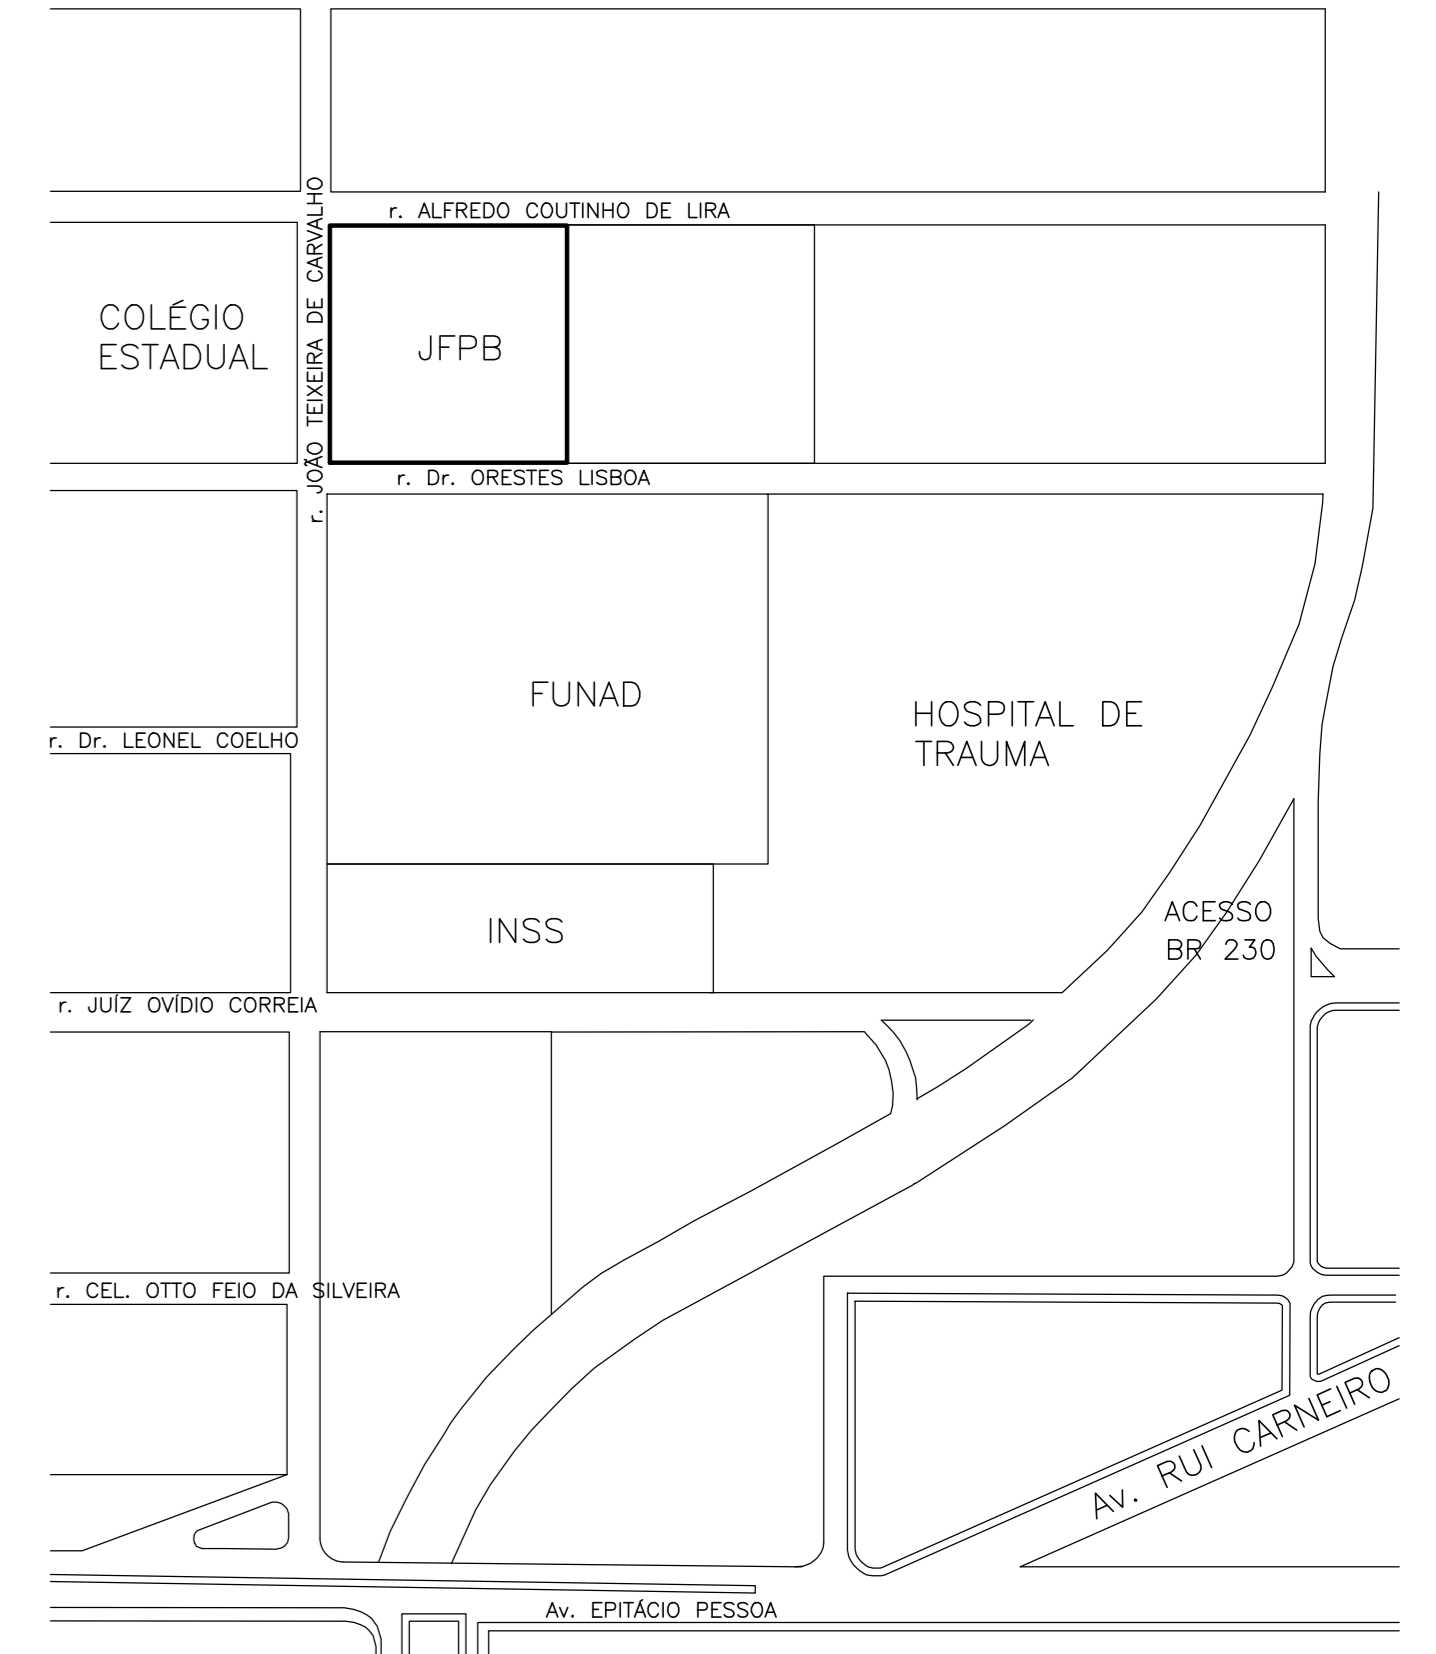 r. ALFREDO COUTINHO DE LIRA
r. JOÃO TEIXEIRA DE CARVALHO
COLÉGIO
ESTADUAL
JFPB
r. Dr. ORESTES LISBOA
FUNAD
HOSPITAL DE
TRAUMA
r. Dr. LEONEL COELHO
INSS
ACESSO
BR 230
r. JUÍZ OVÍDIO CORREIA
r. CEL. OTTO FEIO DA SILVEIRA
Av. RUI CARNEIRO
Av. EPITÁCIO PESSOA